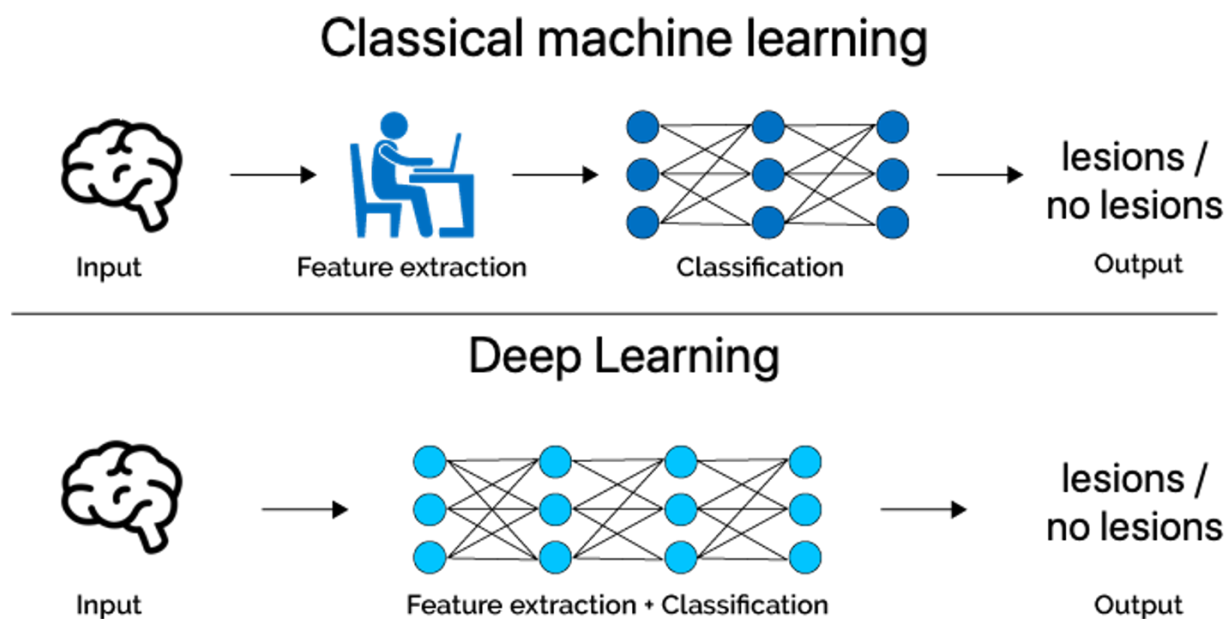 Classical machine learning
lesions /
no lesions
Input
Feature extraction
Classification
Output
Deep Learning
lesions /
no lesions
Input
Feature extraction + Classification
Output